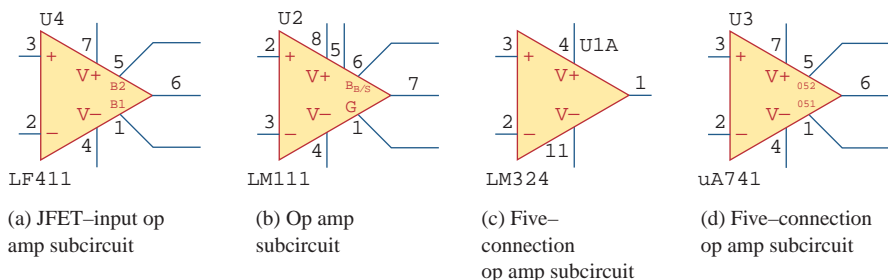 U4
3
7
5
+
V+
B2
6
B1
V−
2
−
1
4
LF411
(a) JFET–input op
amp subcircuit
U2
8
5
2
6
+
V+
BB/S
7
G
V−
3
−
1
4
LM111
(b) Op amp
subcircuit
U1A
4
3
+
V+
1
V−
2
−
11
LM324
(c) Five–
connection
op amp subcircuit
U3
7
3
5
+
V+
052
6
051
V−
2
−
1
4
uA741
(d) Five–connection
op amp subcircuit